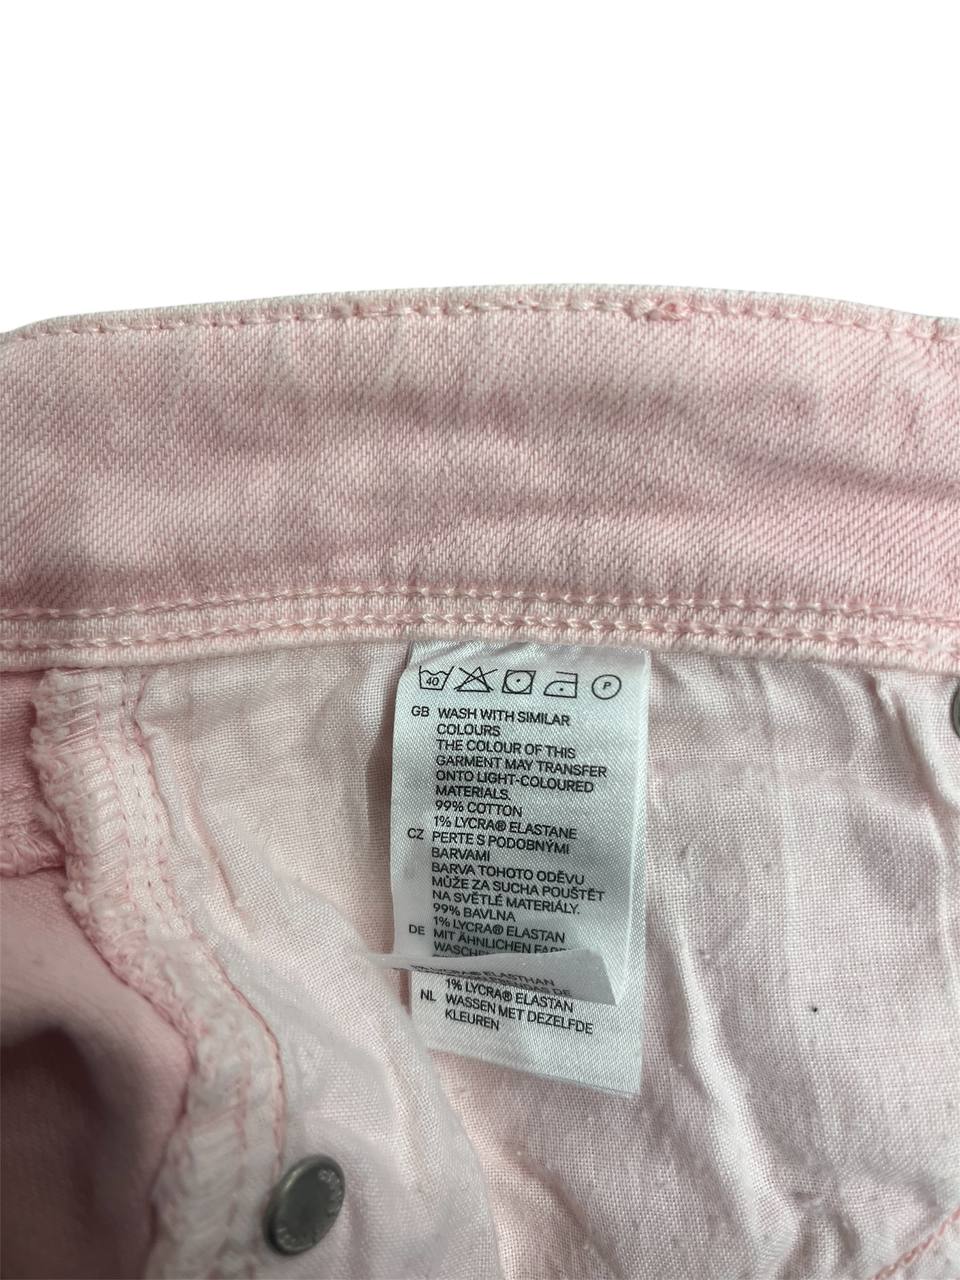 40 P
GB WASH WITH SIMILAR
COLOURS
THE COLOUR OF THIS
GARMENT MAY TRANSFER
ONTO LIGHT-COLOURED
MATERIALS.
99% COTTON
1% LYCRA® ELASTANE
CZ PERTE S PODOBNÝMI
BARVAMI
BARVA TOHOTO ODĚVU
MŮŽE ZA SUCHA POUŠTĚT
NA SVĚTLÉ MATERIÁLY.
99% BAVLNA
1% LYCRA® ELASTAN
DE MIT ÄHNLICHEN
LYCRA® ELASTHAN
1% LYCRA® ELASTAN
NL WASSEN MET DEZELFDE
KLEUREN